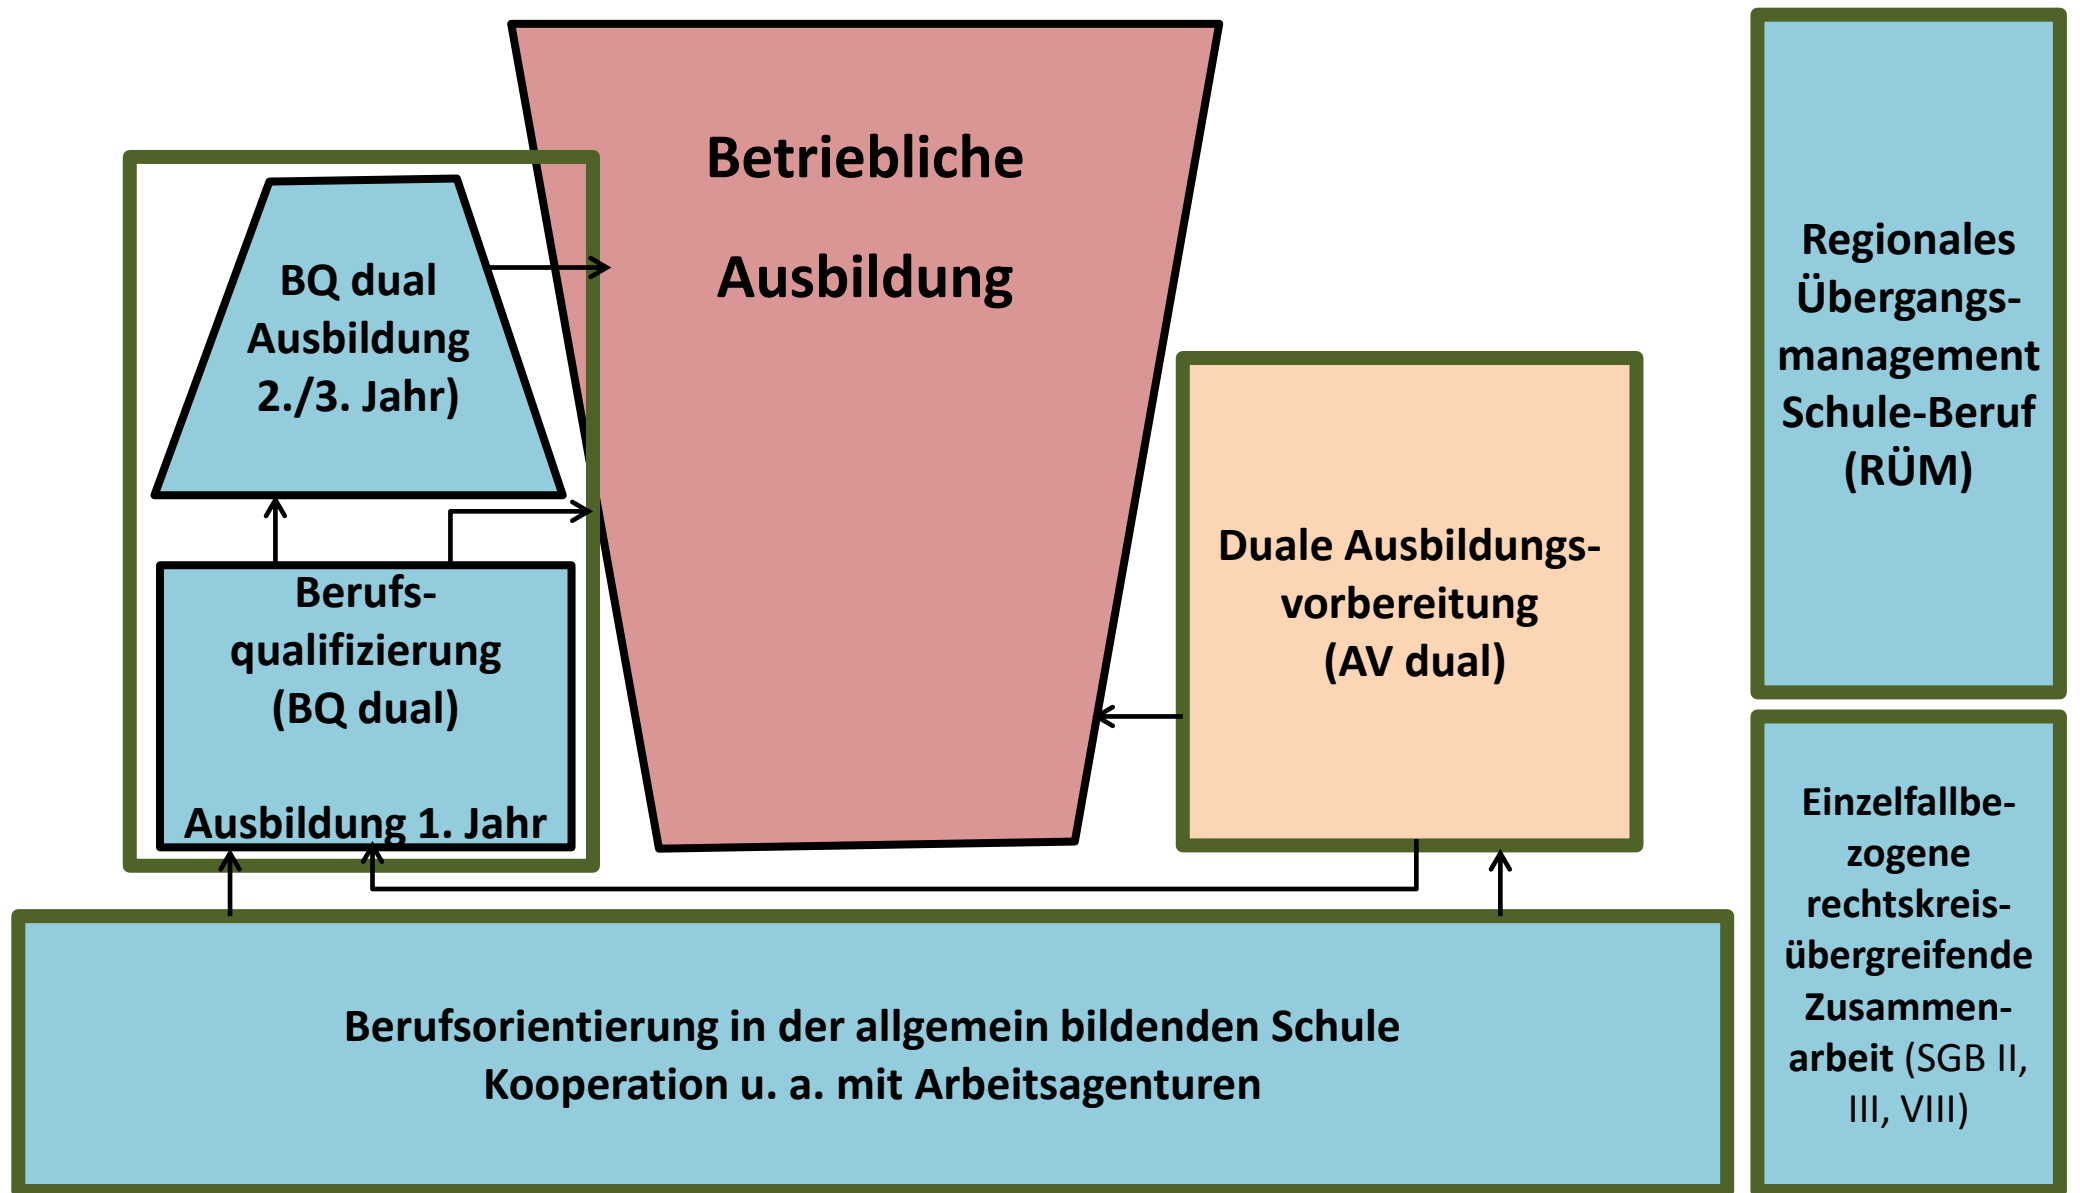 Betriebliche
Ausbildung
BQ dual
Ausbildung
2./3. Jahr)
Berufs-
qualifizierung
(BQ dual)
Ausbildung 1. Jahr
Duale Ausbildungs-
vorbereitung
(AV dual)
Berufsorientierung in der allgemein bildenden Schule
Kooperation u. a. mit Arbeitsagenturen
Regionales
Übergangs-
management
Schule-Beruf
(RÜM)
Einzelfallbe-
zogene
rechtskreis-
übergreifende
Zusammen-
arbeit (SGB II,
III, VIII)